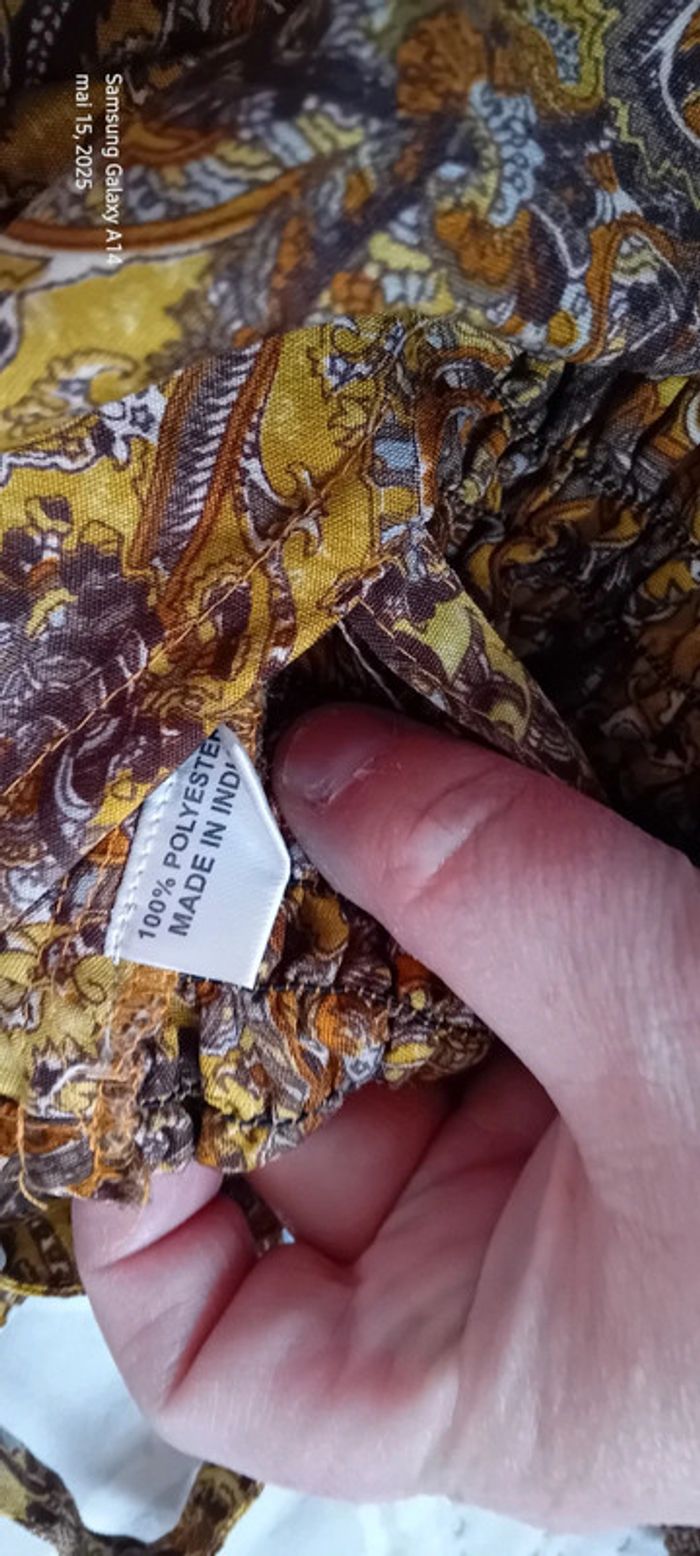 Samsung Galaxy A14
mai 15, 2025
100% POLYESTER
MADE IN INDI